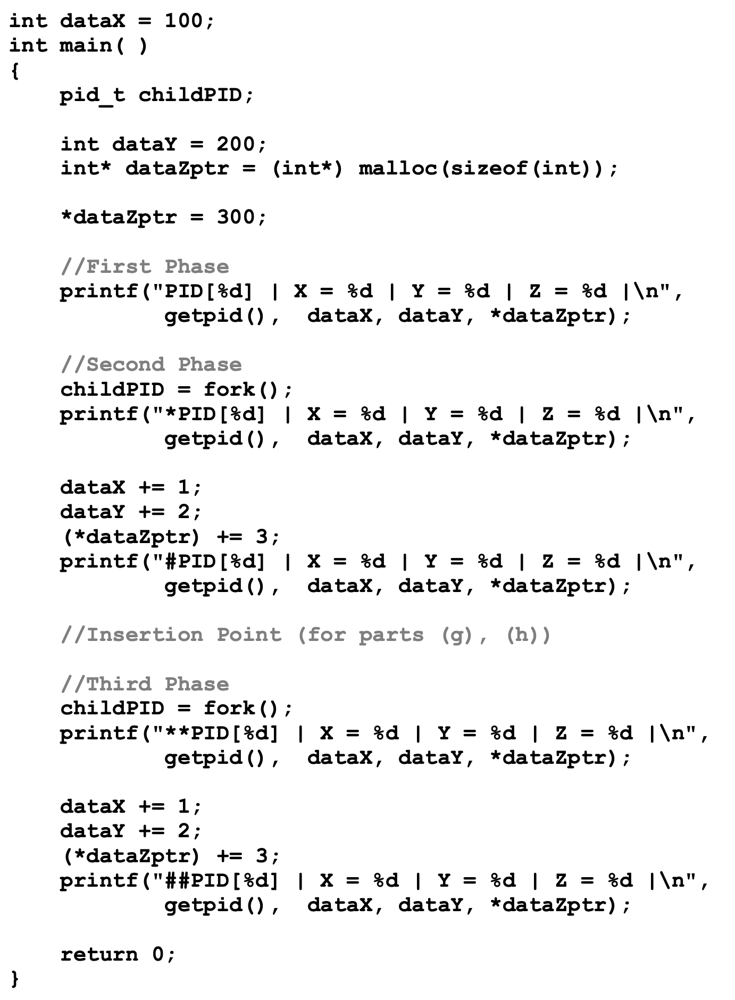 int dataX = 100;
int main( )
{
    pid_t childPID;

    int dataY = 200;
    int* dataZptr = (int*) malloc(sizeof(int));

    *dataZptr = 300;

    //First Phase
    printf("PID[%d] | X = %d | Y = %d | Z = %d |\n",
            getpid(),  dataX, dataY, *dataZptr);

    //Second Phase
    childPID = fork();
    printf("*PID[%d] | X = %d | Y = %d | Z = %d |\n",
            getpid(),  dataX, dataY, *dataZptr);

    dataX += 1;
    dataY += 2;
    (*dataZptr) += 3;
    printf("#PID[%d] | X = %d | Y = %d | Z = %d |\n",
            getpid(),  dataX, dataY, *dataZptr);

    //Insertion Point (for parts (g), (h))

    //Third Phase
    childPID = fork();
    printf("**PID[%d] | X = %d | Y = %d | Z = %d |\n",
            getpid(),  dataX, dataY, *dataZptr);

    dataX += 1;
    dataY += 2;
    (*dataZptr) += 3;
    printf("##PID[%d] | X = %d | Y = %d | Z = %d |\n",
            getpid(),  dataX, dataY, *dataZptr);

    return 0;
}